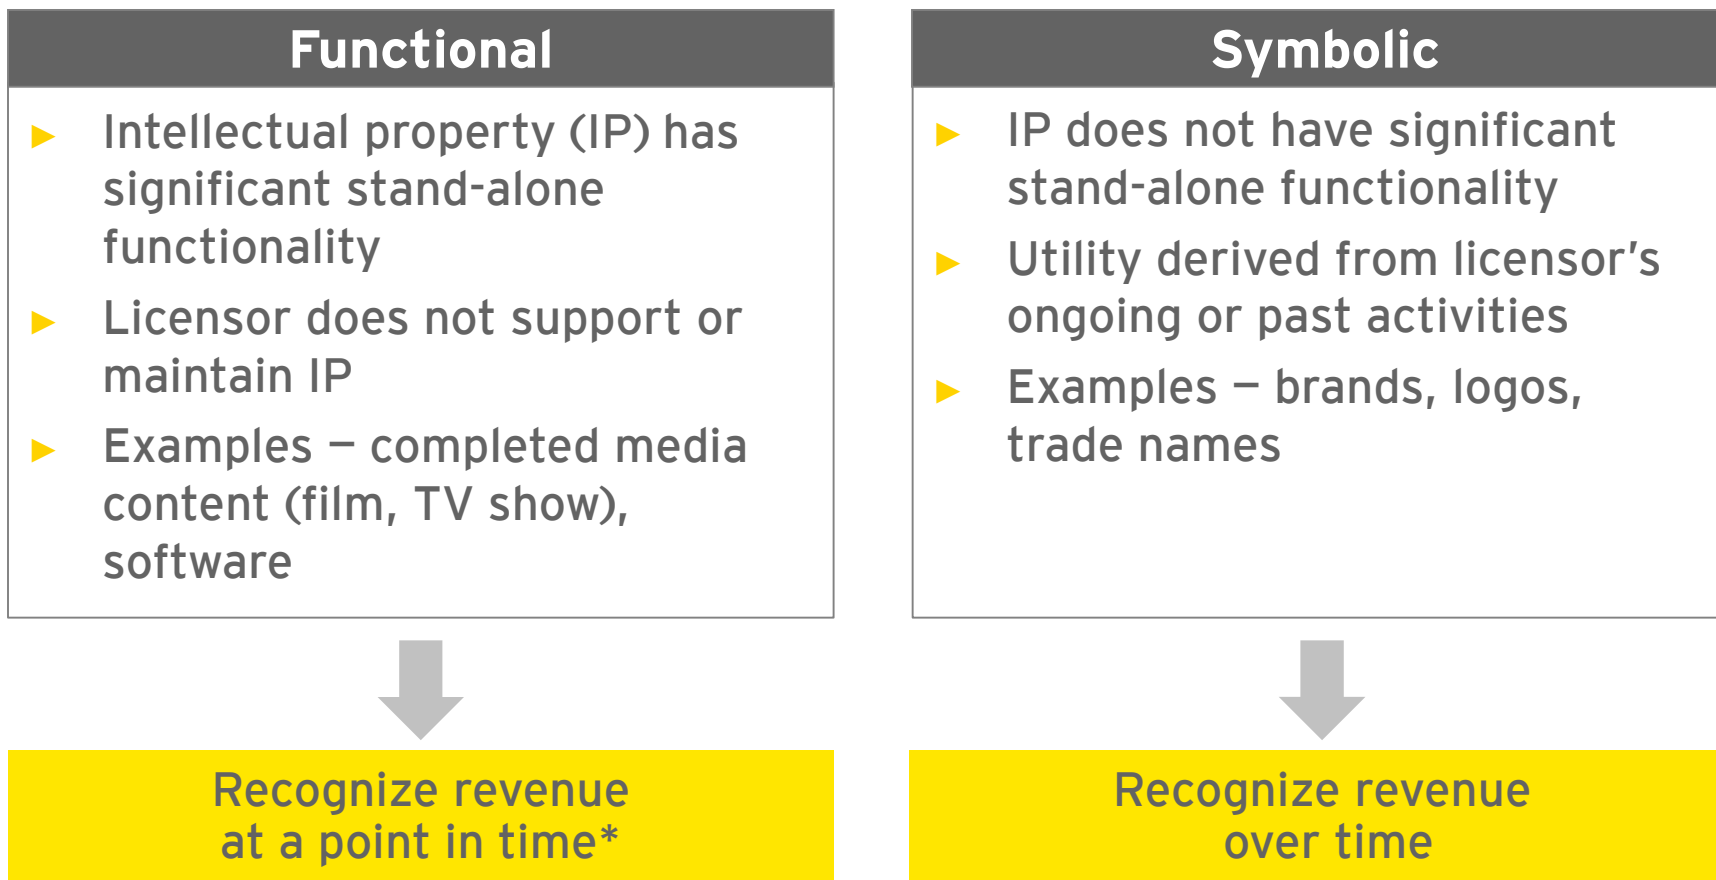 Functional
► Intellectual property (IP) has
significant stand-alone
functionality
► Licensor does not support or
maintain IP
► Examples – completed media
content (film, TV show),
software
Recognize revenue
at a point in time*
Symbolic
► IP does not have significant
stand-alone functionality
► Utility derived from licensor’s
ongoing or past activities
► Examples – brands, logos,
trade names
Recognize revenue
over time